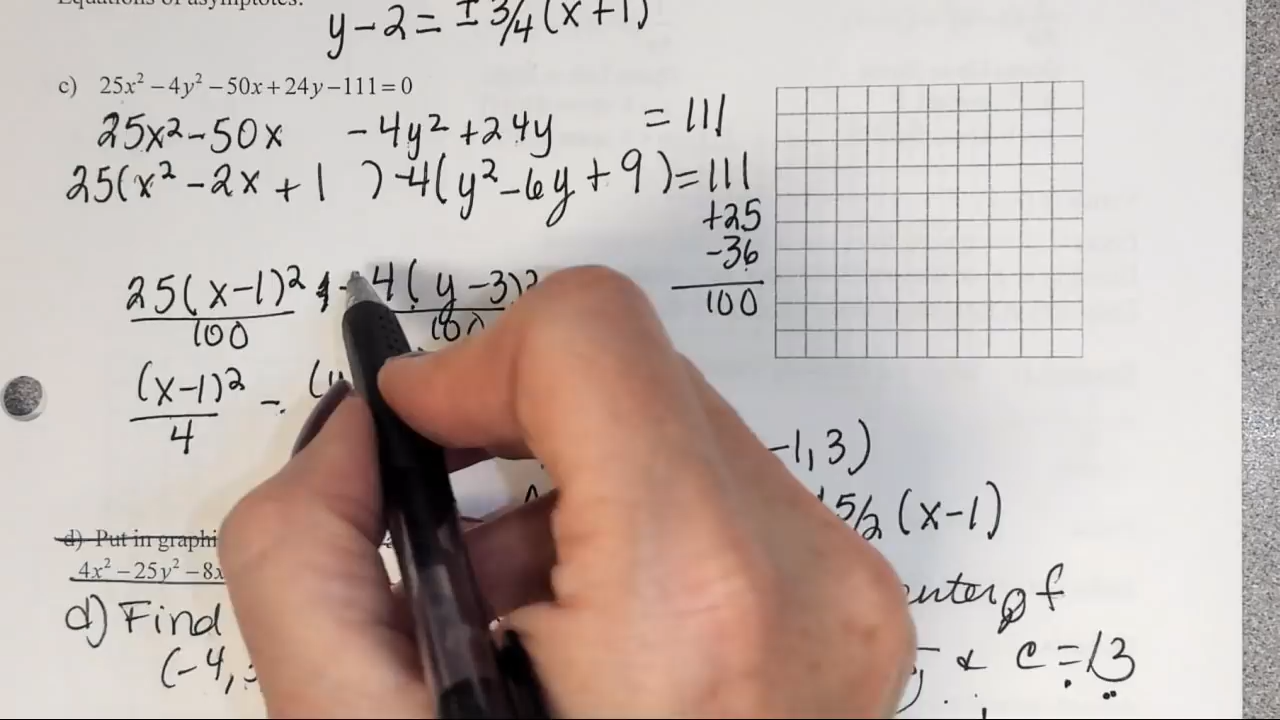 Equations of asymptotes:
y-2 = ± 3/4 (x+1)
c) 25x² − 4y² − 50x + 24y − 111 = 0
25x² - 50x - 4y² + 24y = 111
25(x² - 2x + 1 ) -4(y² - 6y + 9) = 111
+25
-36
100
25(x-1)² - 4(y-3)²
100 100
(x-1)² - (y
4
-1, 3)
5/2 (x-1)
d) Put in graphi
4x² − 25y² − 8x
d) Find enter of
(-4, & c = 13